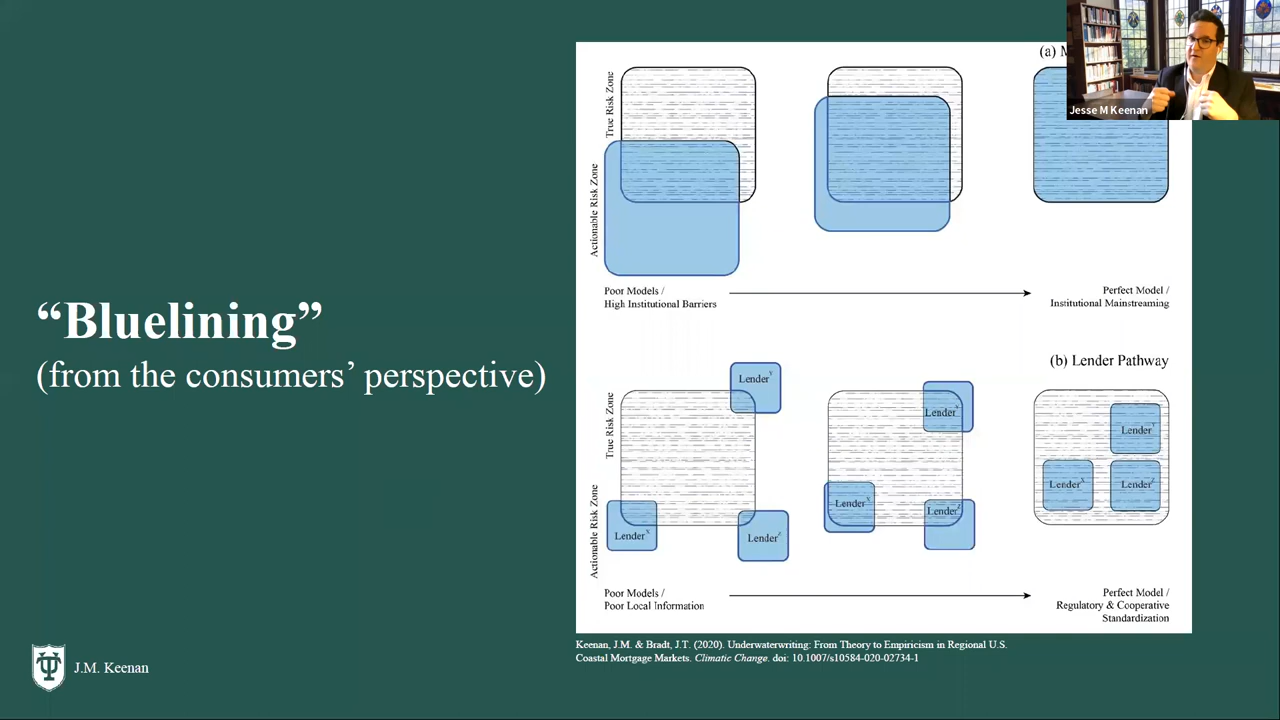 “Bluelining”
(from the consumers’ perspective)
J.M. Keenan
(a) M
Jesse M Keenan
True Risk Zone
Actionable Risk Zone
Poor Models /
High Institutional Barriers
Perfect Model /
Institutional Mainstreaming
(b) Lender Pathway
True Risk Zone
Actionable Risk Zone
Lender Y
Lender X
Lender Z
Lender Y
Lender X
Lender Z
Lender Y
Lender X
Lender Z
Poor Models /
Poor Local Information
Perfect Model /
Regulatory & Cooperative
Standardization
Keenan, J.M. & Bradt, J.T. (2020). Underwaterwriting: From Theory to Empiricism in Regional U.S.
Coastal Mortgage Markets. Climatic Change. doi: 10.1007/s10584-020-02734-1